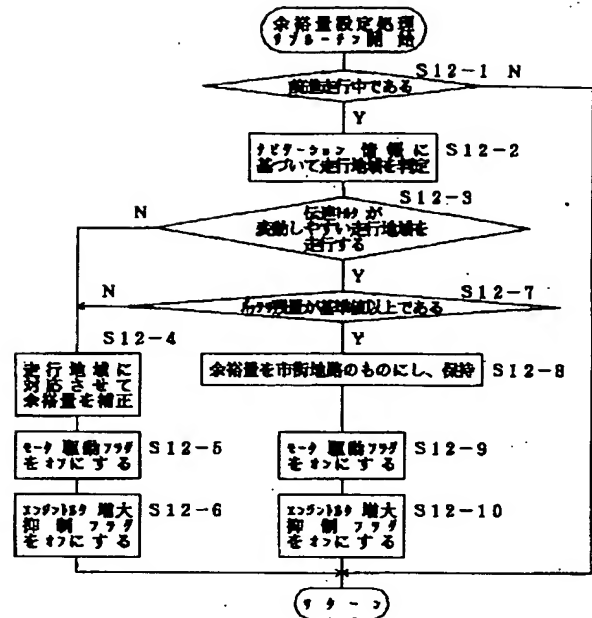 余裕量設定処理
サブルーチン開始
S12-1 N
前進走行中である
Y
ナビゲーション 情報に
基づいて走行地域を判定
S12-2
S12-3
N
伝達トルク が
変動しやすい走行地域を
走行する
Y
N
S12-7
バッテリ残量が基準値以上である
S12-4
Y
走行地域に
対応させて
余裕量を補正
余裕量を市街地路のものにし、保持
S12-8
モータ 駆動フラグ
をオフにする
S12-5
モータ 駆動フラグ
をオンにする
S12-9
エンジントルク 増大
抑制フラグ
をオフにする
S12-6
エンジントルク 増大
抑制フラグ
をオンにする
S12-10
リターン